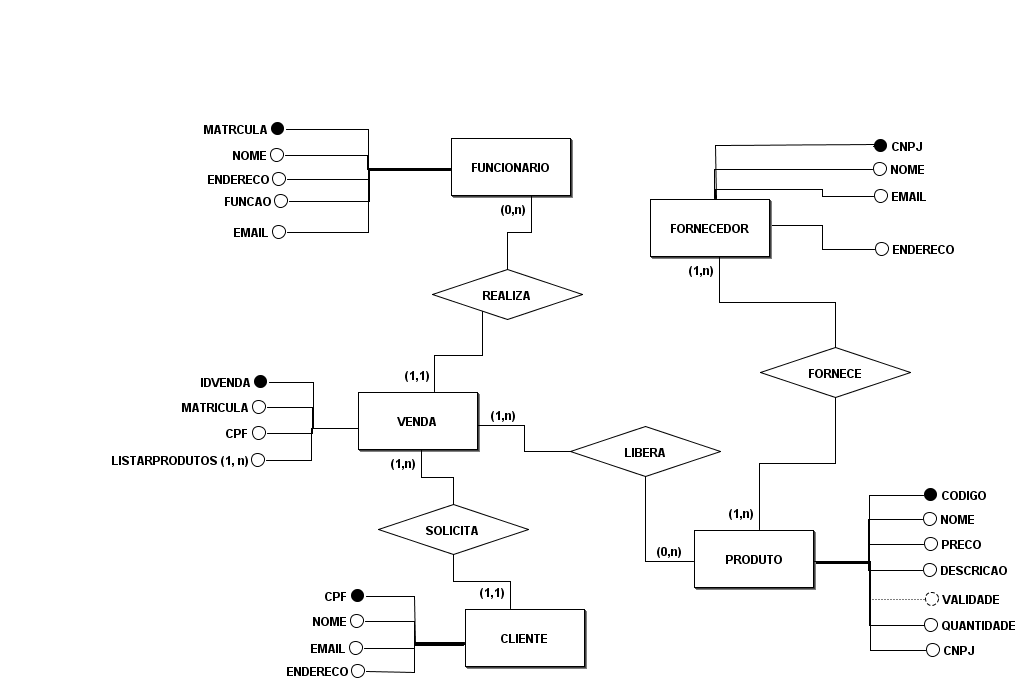 MATRCULA
NOME
ENDERECO
FUNCAO
EMAIL
FUNCIONARIO
(0,n)
REALIZA
(1,1)
CNPJ
NOME
EMAIL
ENDERECO
FORNECEDOR
(1,n)
FORNECE
(1,n)
IDVENDA
MATRICULA
CPF
LISTARPRODUTOS (1, n)
VENDA
(1,n)
LIBERA
(0,n)
(1,n)
SOLICITA
(1,1)
PRODUTO
CODIGO
NOME
PRECO
DESCRICAO
VALIDADE
QUANTIDADE
CNPJ
CPF
NOME
EMAIL
ENDERECO
CLIENTE